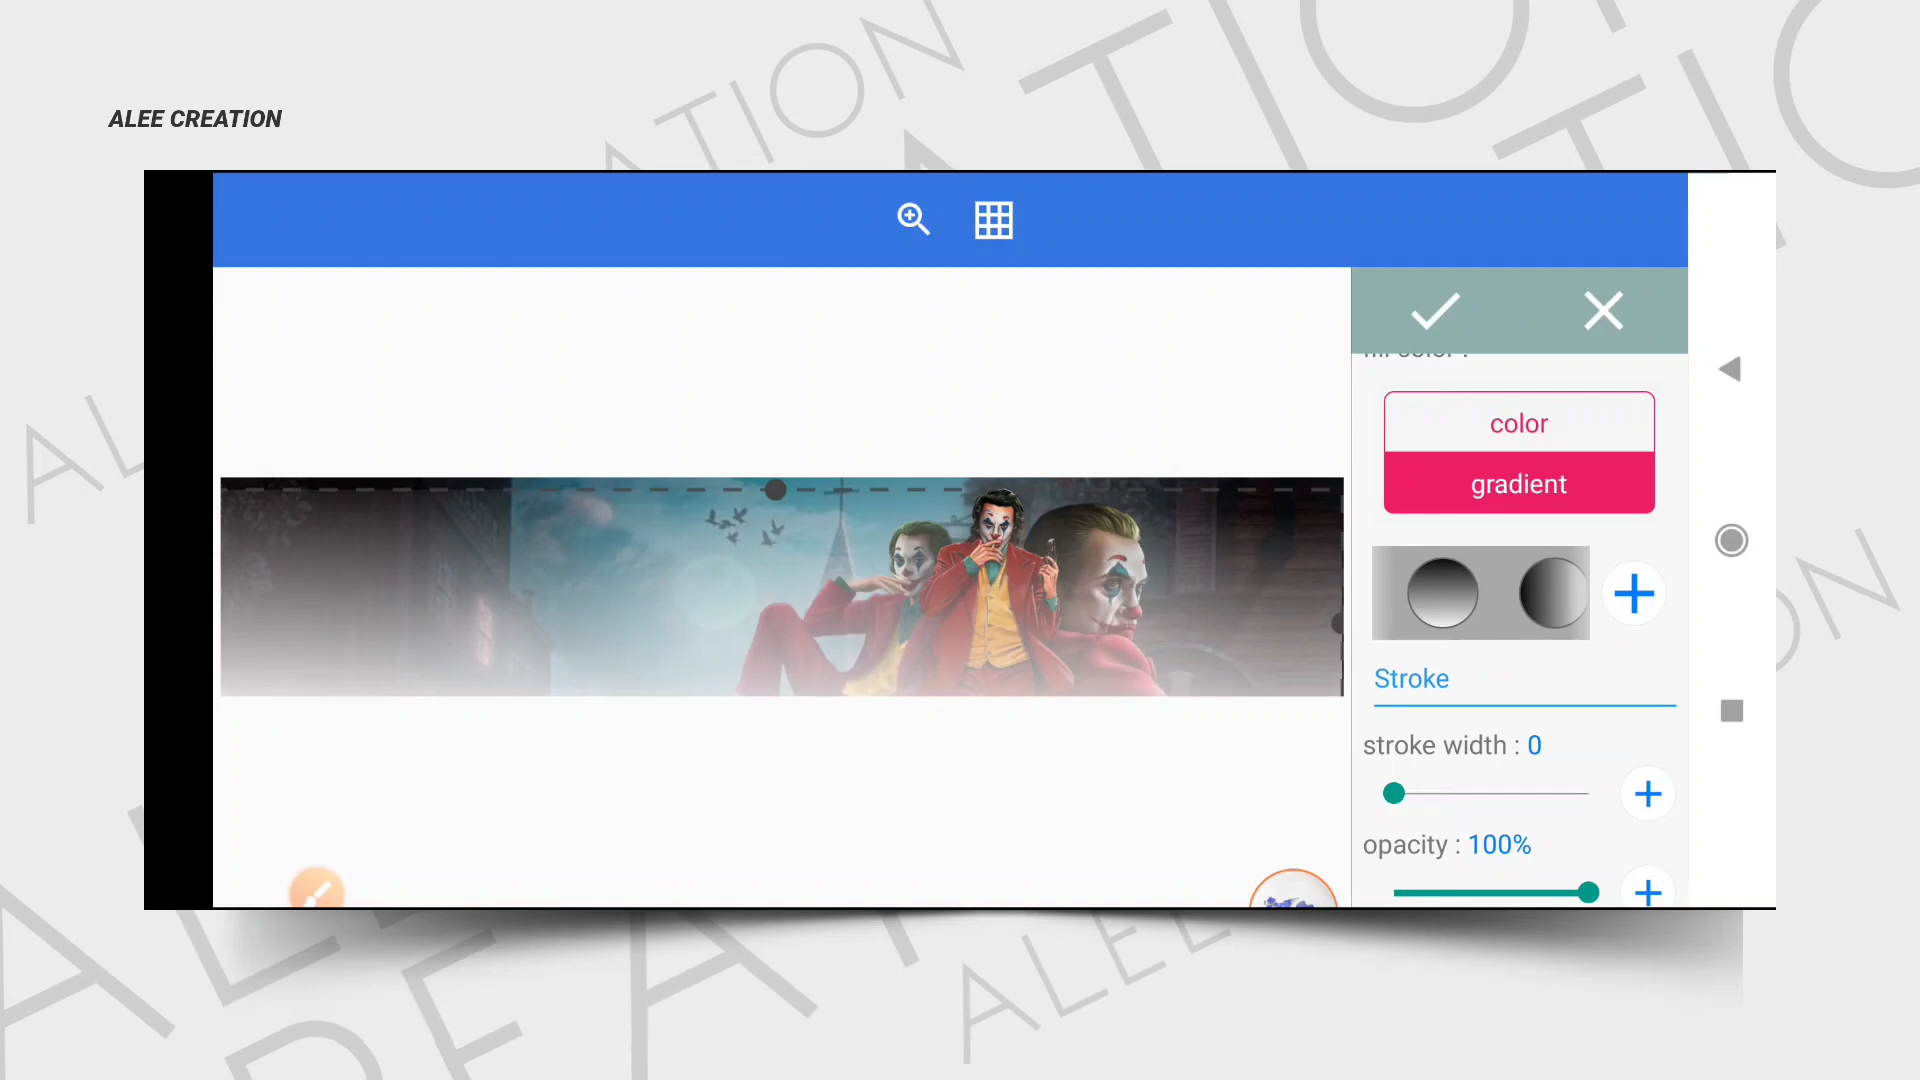 ALEE CREATION
color
gradient
Stroke
stroke width : 0
opacity : 100%